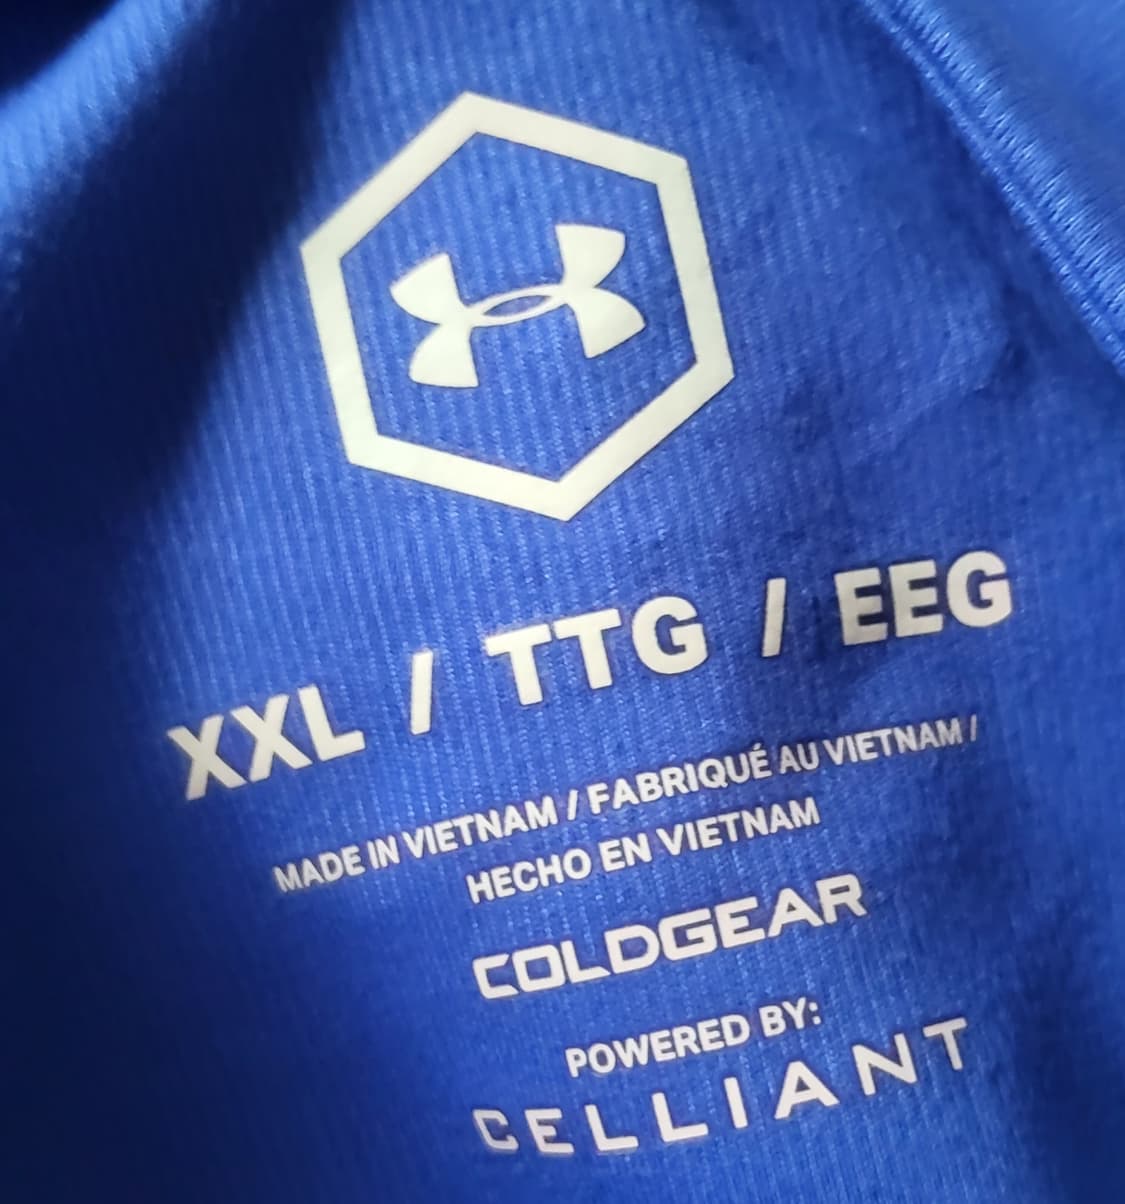 XXL / TTG / EEG
MADE IN VIETNAM / FABRIQUÉ AU VIETNAM /
HECHO EN VIETNAM
COLDGEAR
POWERED BY:
CELLIANT